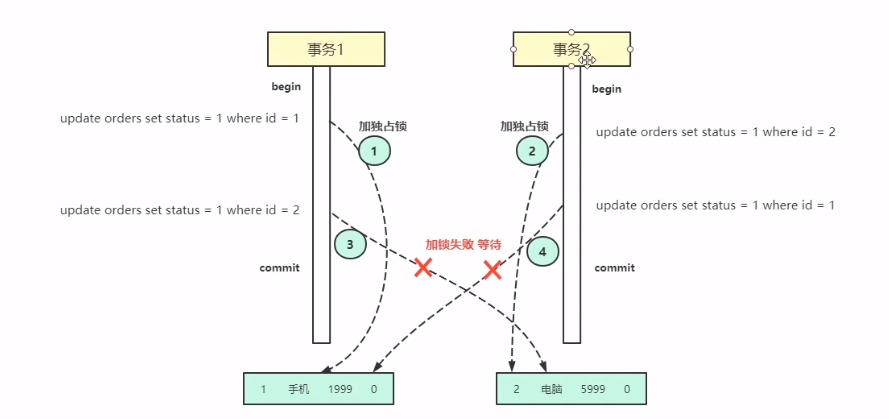 事务1
事务2
begin
begin
update orders set status = 1 where id = 1
加独占锁
加独占锁
update orders set status = 1 where id = 2
1
2
update orders set status = 1 where id = 2
update orders set status = 1 where id = 1
3
加锁失败 等待
4
commit
commit
1 手机 1999 0
2 电脑 5999 0